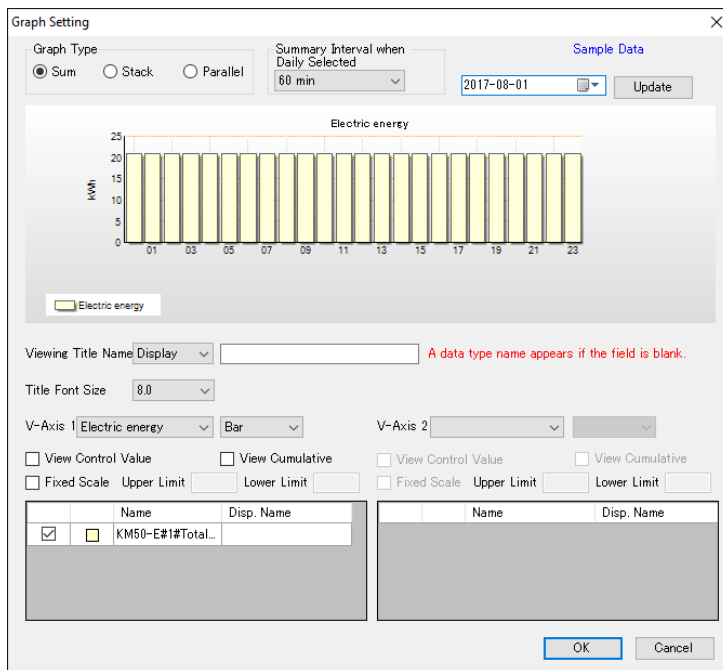 Graph Setting
Graph Type
Sum Stack Parallel
Summary Interval when
Daily Selected
60 min
Sample Data
2017-08-01 Update
Electric energy
25
20
15
10
5
0
kWh
01 03 05 07 09 11 13 15 17 19 21 23
Electric energy
Viewing Title Name Display A data type name appears if the field is blank.
Title Font Size 8.0
V-Axis 1 Electric energy Bar V-Axis 2
View Control Value View Cumulative View Control Value View Cumulative
Fixed Scale Upper Limit Lower Limit Fixed Scale Upper Limit Lower Limit
Name Disp. Name Name Disp. Name
KM50-E#1#Total...
OK Cancel